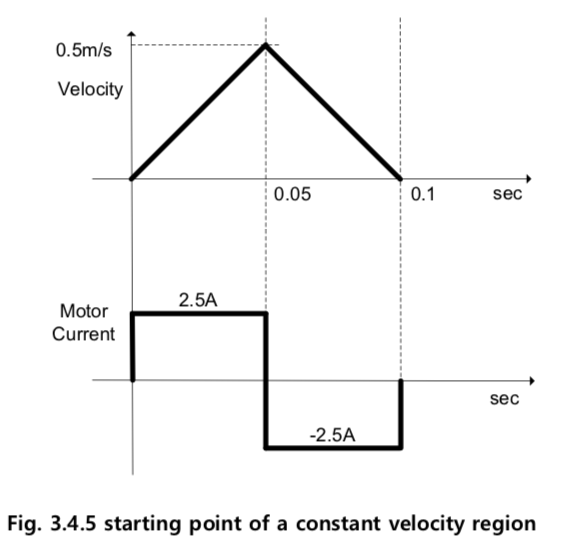 0.5m/s
Velocity
0.05
0.1
sec
2.5A
Motor
Current
sec
-2.5A
Fig. 3.4.5 starting point of a constant velocity region